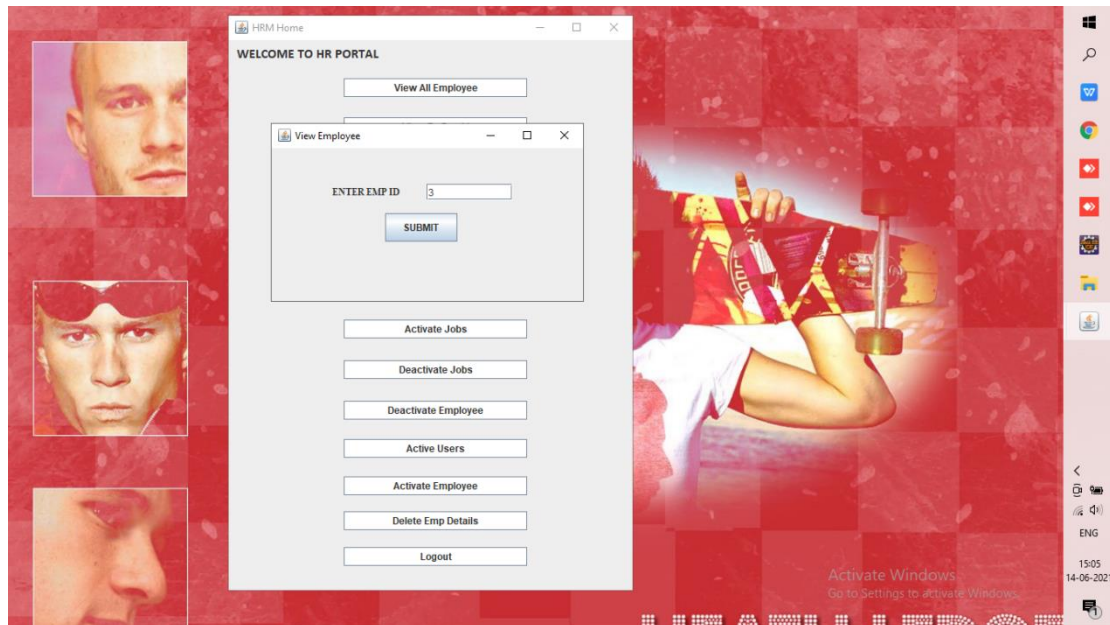 HRM Home
WELCOME TO HR PORTAL
View All Employee
View Employee
ENTER EMP ID
3
SUBMIT
Activate Jobs
Deactivate Jobs
Deactivate Employee
Active Users
Activate Employee
Delete Emp Details
Logout
Activate Windows
Go to Settings to activate Windows.
ENG
15:05
14-06-202